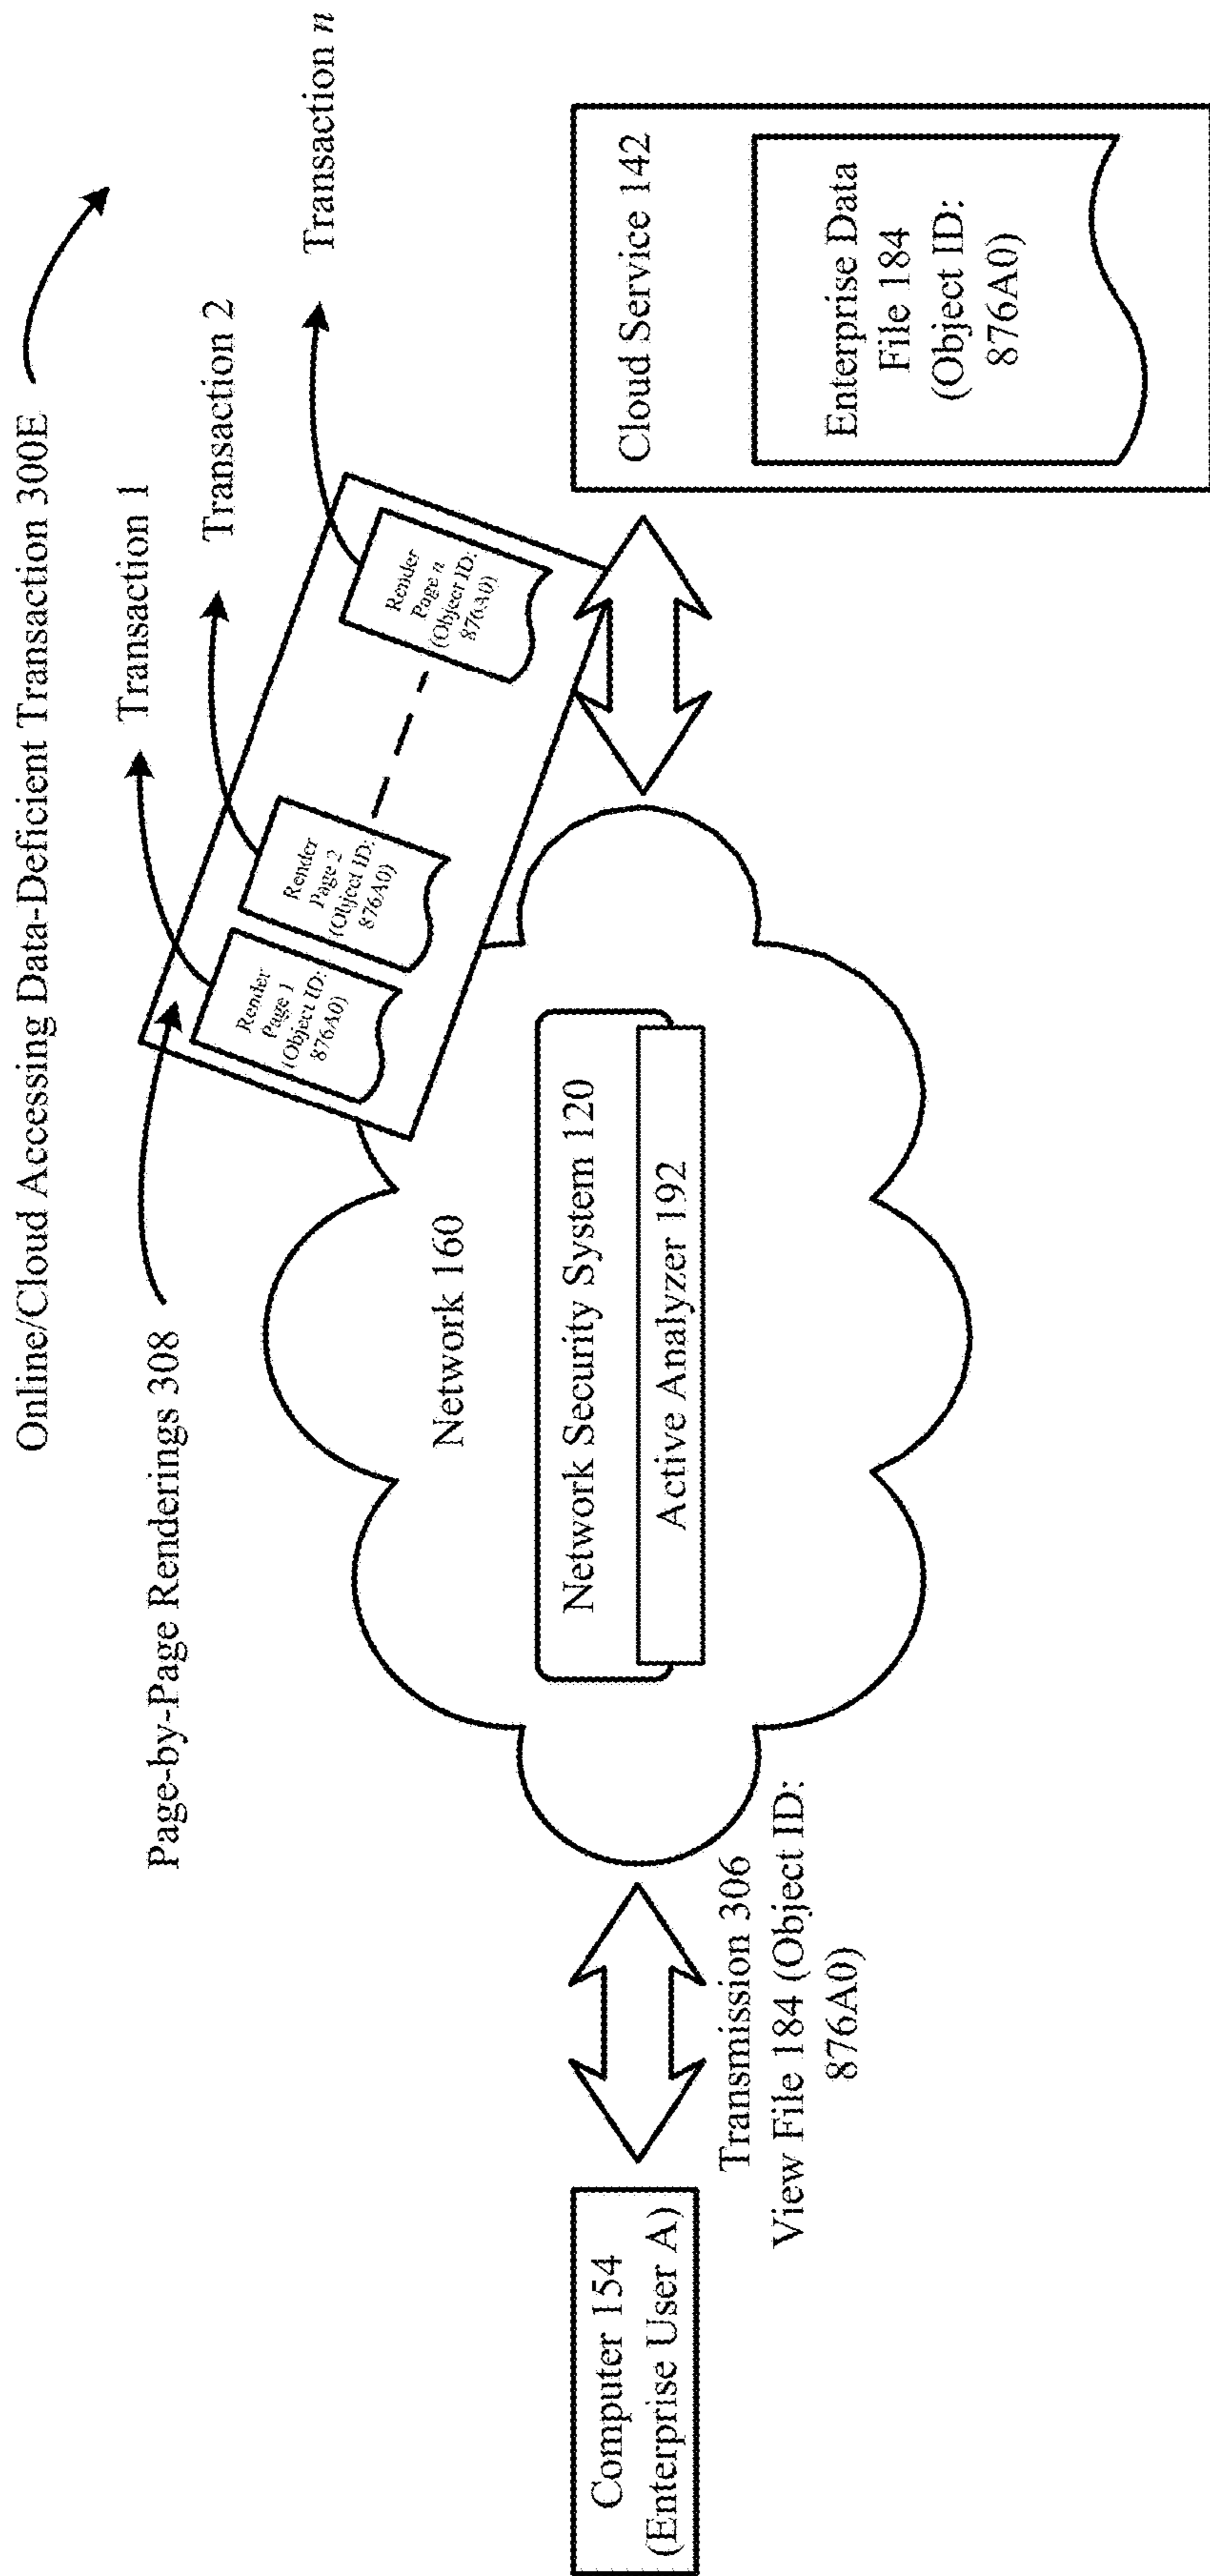 Online/Cloud Accessing Data-Deficient Transaction 300E
Page-by-Page Renderings 308
Transaction 1
Transaction 2
Transaction n
Render
Page 1
(Object ID:
876A0)
Render
Page 2
(Object ID:
876A0)
Render
Page n
(Object ID:
876A0)
Network 160
Network Security System 120
Active Analyzer 192
Computer 154
(Enterprise User A)
Transmission 306
View File 184 (Object ID:
876A0)
Cloud Service 142
Enterprise Data
File 184
(Object ID:
876A0)